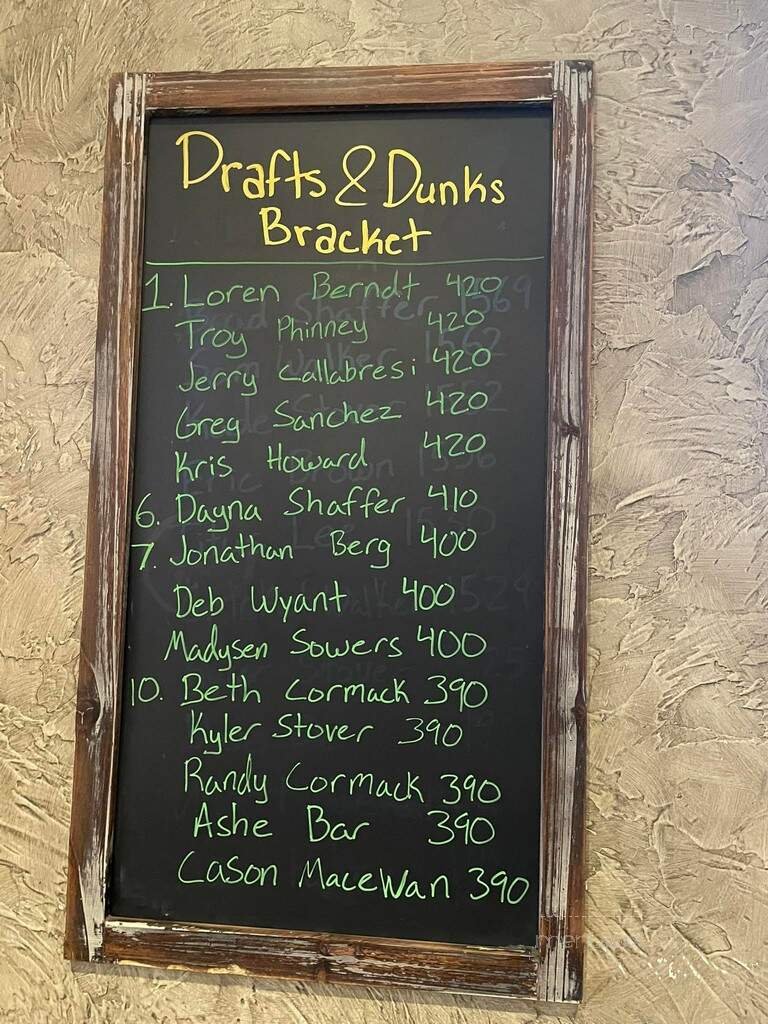 Drafts & Dunks
Bracket
1. Loren Berndt 420
Troy Phinney 420
Jerry Callabresi 420
Greg Sanchez 420
Kris Howard 420
6. Dayna Shaffer 410
7. Jonathan Berg 400
Deb Wyant 400
Madysen Sowers 400
10. Beth Cormack 390
Kyler Stover 390
Randy Cormack 390
Ashe Bar 390
Cason MaceWan 390